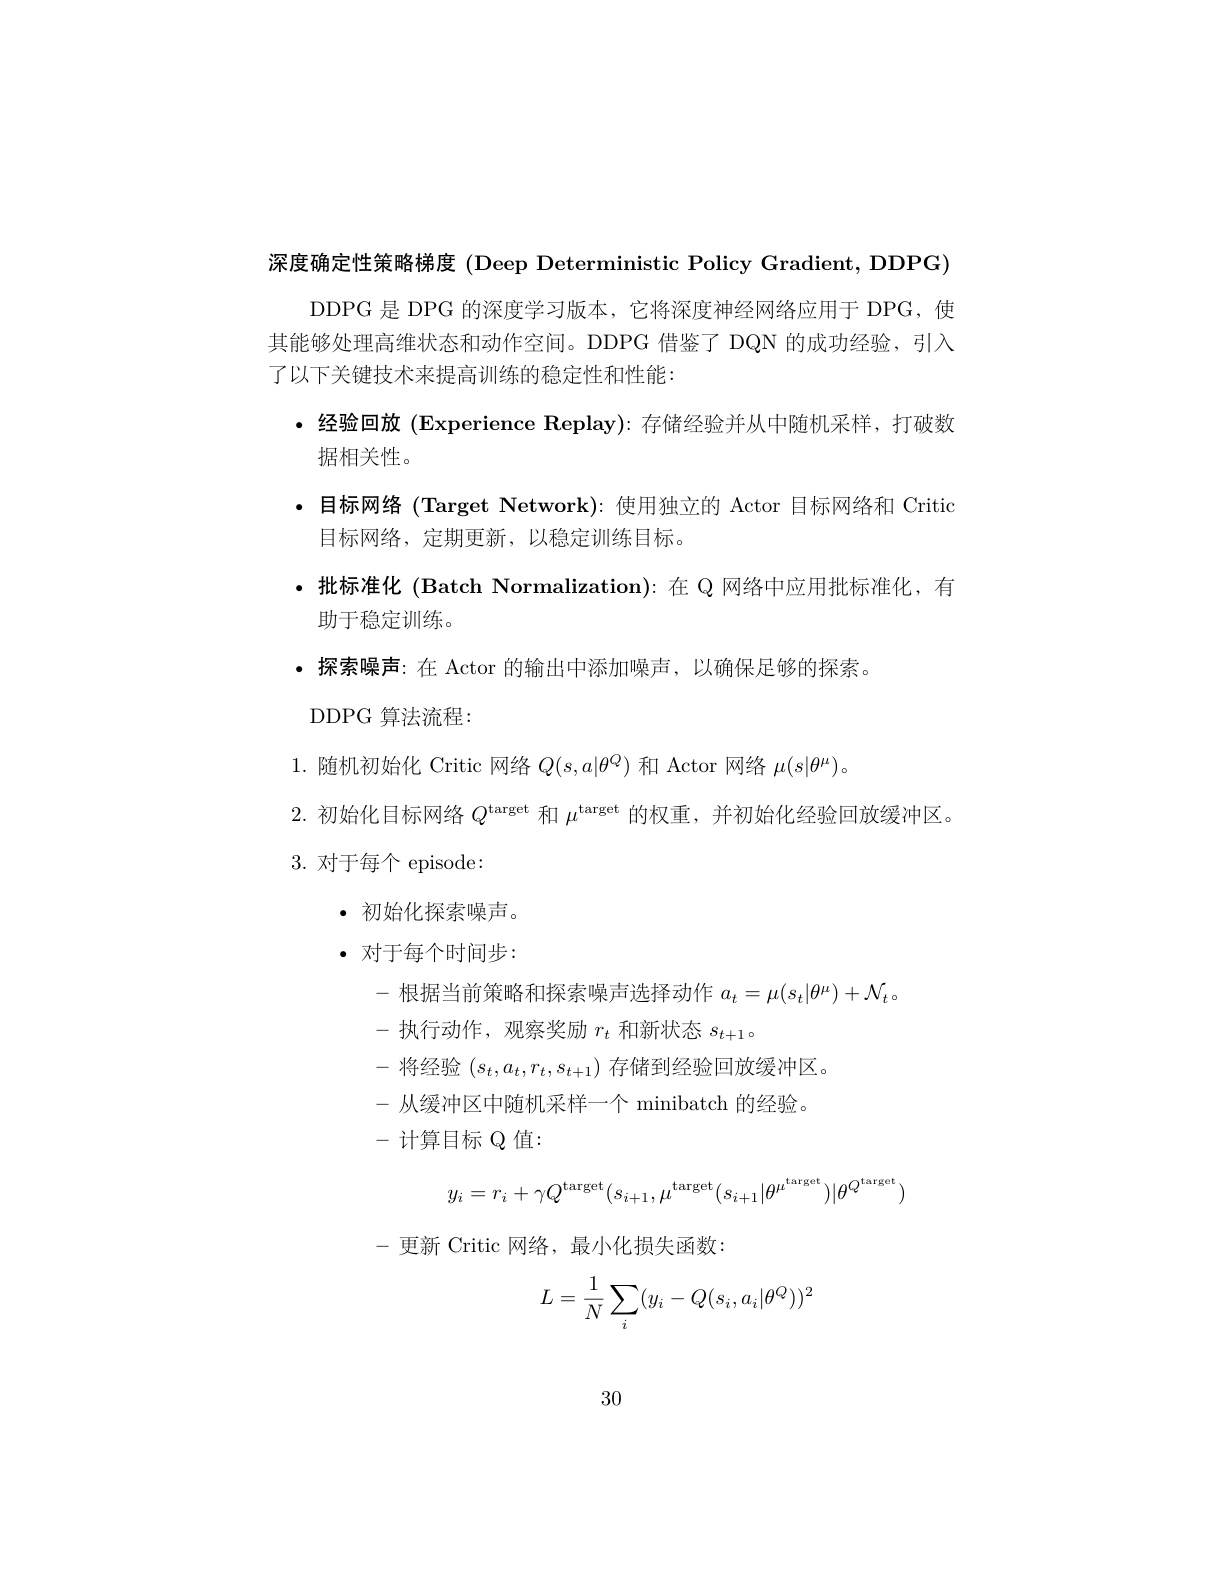 深度确定性策略梯度 (Deep Deterministic Policy Gradient, DDPG)
DDPG 是 DPG 的深度学习版本，它将深度神经网络应用于 DPG，使
其能够处理高维状态和动作空间。DDPG 借鉴了 DQN 的成功经验，引入
了以下关键技术来提高训练的稳定性和性能：
• 经验回放 (Experience Replay): 存储经验并从中随机采样，打破数
据相关性。
• 目标网络 (Target Network): 使用独立的 Actor 目标网络和 Critic
目标网络，定期更新，以稳定训练目标。
• 批标准化 (Batch Normalization): 在 Q 网络中应用批标准化，有
助于稳定训练。
• 探索噪声: 在 Actor 的输出中添加噪声，以确保足够的探索。
DDPG 算法流程：
1. 随机初始化 Critic 网络 $Q(s, a|\theta^Q)$ 和 Actor 网络 $\mu(s|\theta^\mu)$。
2. 初始化目标网络 $Q^{\text{target}}$ 和 $\mu^{\text{target}}$ 的权重，并初始化经验回放缓冲区。
3. 对于每个 episode：
• 初始化探索噪声。
• 对于每个时间步：
– 根据当前策略和探索噪声选择动作 $a_t = \mu(s_t|\theta^\mu) + \mathcal{N}_t$。
– 执行动作，观察奖励 $r_t$ 和新状态 $s_{t+1}$。
– 将经验 $(s_t, a_t, r_t, s_{t+1})$ 存储到经验回放缓冲区。
– 从缓冲区中随机采样一个 minibatch 的经验。
– 计算目标 Q 值：
$y_i = r_i + \gamma Q^{\text{target}}(s_{i+1}, \mu^{\text{target}}(s_{i+1}|\theta^{\mu^{\text{target}}})|\theta^{Q^{\text{target}}})$
– 更新 Critic 网络，最小化损失函数：
$L = \frac{1}{N} \sum_i (y_i - Q(s_i, a_i|\theta^Q))^2$
30